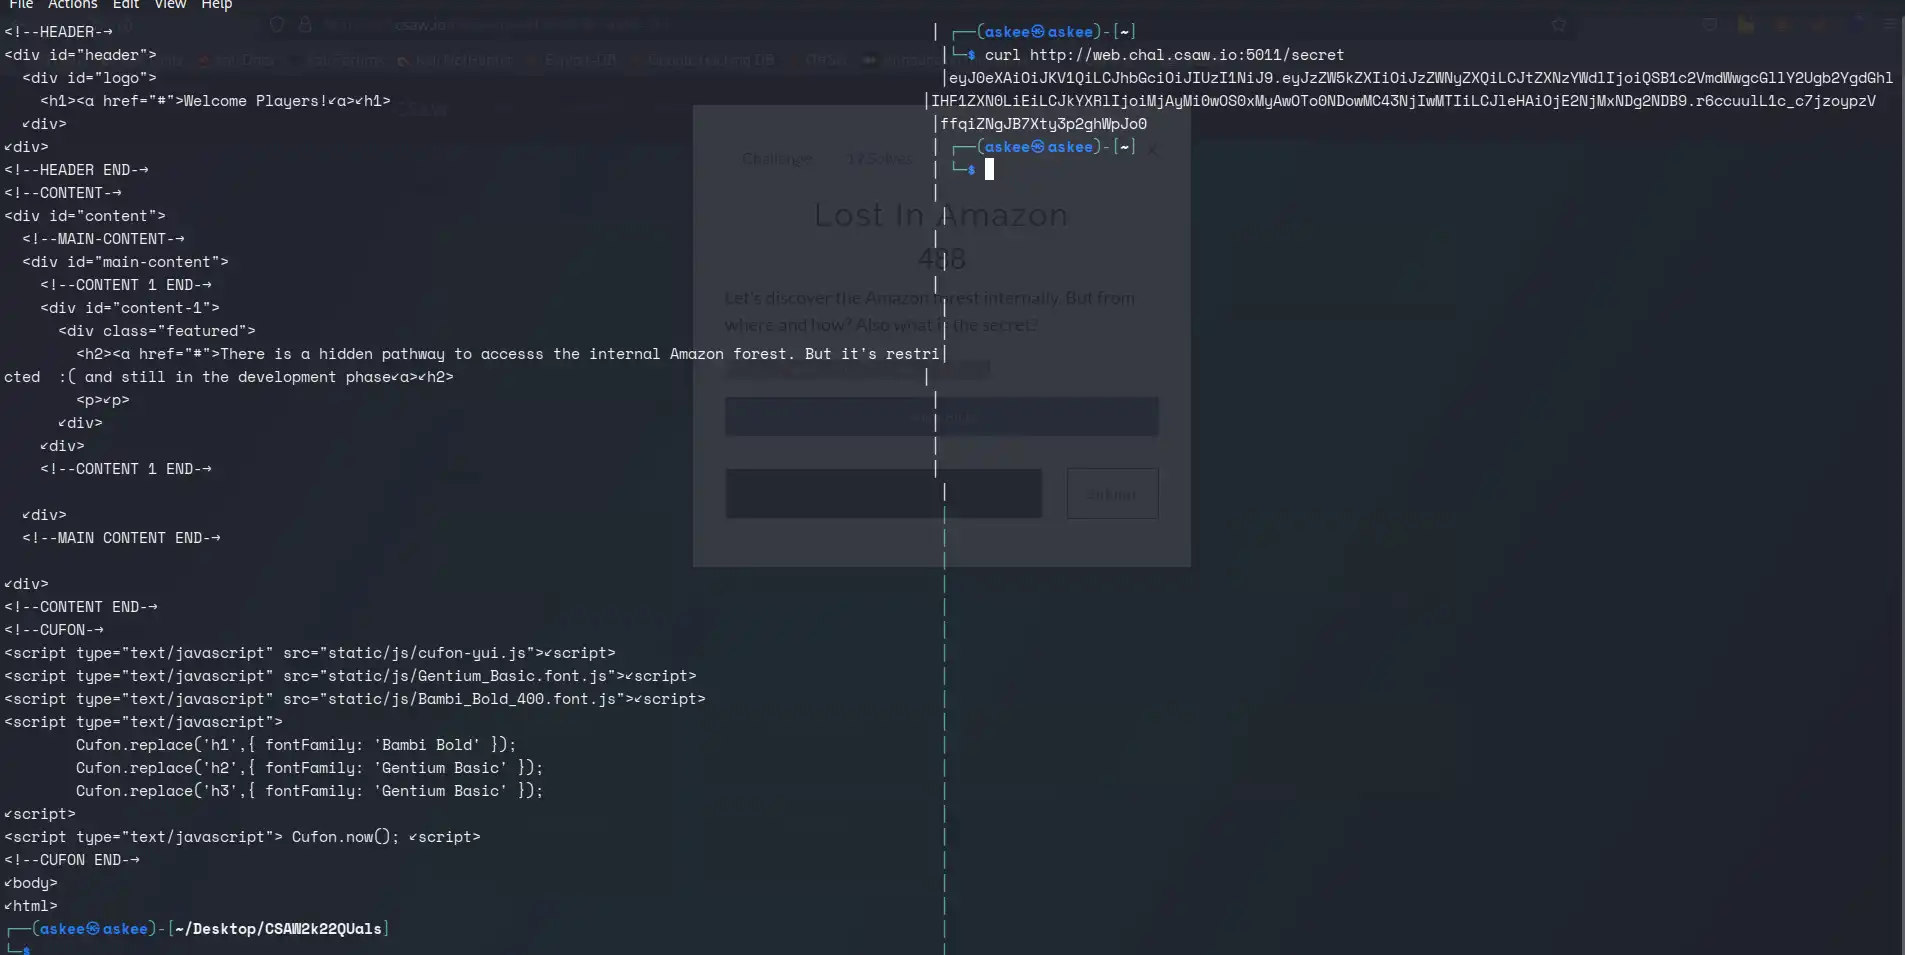 File Actions Edit View Help
<!--HEADER-→
<div id="header">
<div id="logo">
<h1><a href="#">Welcome Players!↙a>↙h1>
↙div>
↙div>
<!--HEADER END-→
<!--CONTENT-→
<div id="content">
<!--MAIN-CONTENT-→
<div id="main-content">
<!--CONTENT 1 END-→
<div id="content-1">
<div class="featured">
<h2><a href="#">There is a hidden pathway to accesss the internal Amazon forest. But it's restri
cted :( and still in the development phase↙a>↙h2>
<p>↙p>
↙div>
↙div>
<!--CONTENT 1 END-→
↙div>
<!--MAIN CONTENT END-→
↙div>
<!--CONTENT END-→
<!--CUFON-→
<script type="text/javascript" src="static/js/cufon-yui.js">↙script>
<script type="text/javascript" src="static/js/Gentium_Basic.font.js">↙script>
<script type="text/javascript" src="static/js/Bambi_Bold_400.font.js">↙script>
<script type="text/javascript">
Cufon.replace('h1',{ fontFamily: 'Bambi Bold' });
Cufon.replace('h2',{ fontFamily: 'Gentium Basic' });
Cufon.replace('h3',{ fontFamily: 'Gentium Basic' });
↙script>
<script type="text/javascript"> Cufon.now(); ↙script>
<!--CUFON END-→
↙body>
↙html>
┌──(askee㉿askee)-[~/Desktop/CSAW2k22QUals]
└─$
┌──(askee㉿askee)-[~]
└─$ curl http://web.chal.csaw.io:5011/secret
eyJ0eXAiOiJKV1QiLCJhbGciOiJIUzI1NiJ9.eyJzZW5kZXIiOiJzZWNyZXQiLCJtZXNzYWdlIjoiQSB1c2VmdWwgcGllY2Ugb2YgdGhl
IHF1ZXN0LiEiLCJkYXRlIjoiMjAyMi0wOS0xMyAwOTo0NDowMC43NjIwMTIiLCJleHAiOjE2NjMxNDg2NDB9.r6ccuulL1c_c7jzoypzV
ffqiZNgJB7Xty3p2ghWpJo0
┌──(askee㉿askee)-[~]
└─$
Challenge 17 Solves
Lost In Amazon
488
Let's discover the Amazon forest internally. But from
where and how? Also what is the secret?
Submit